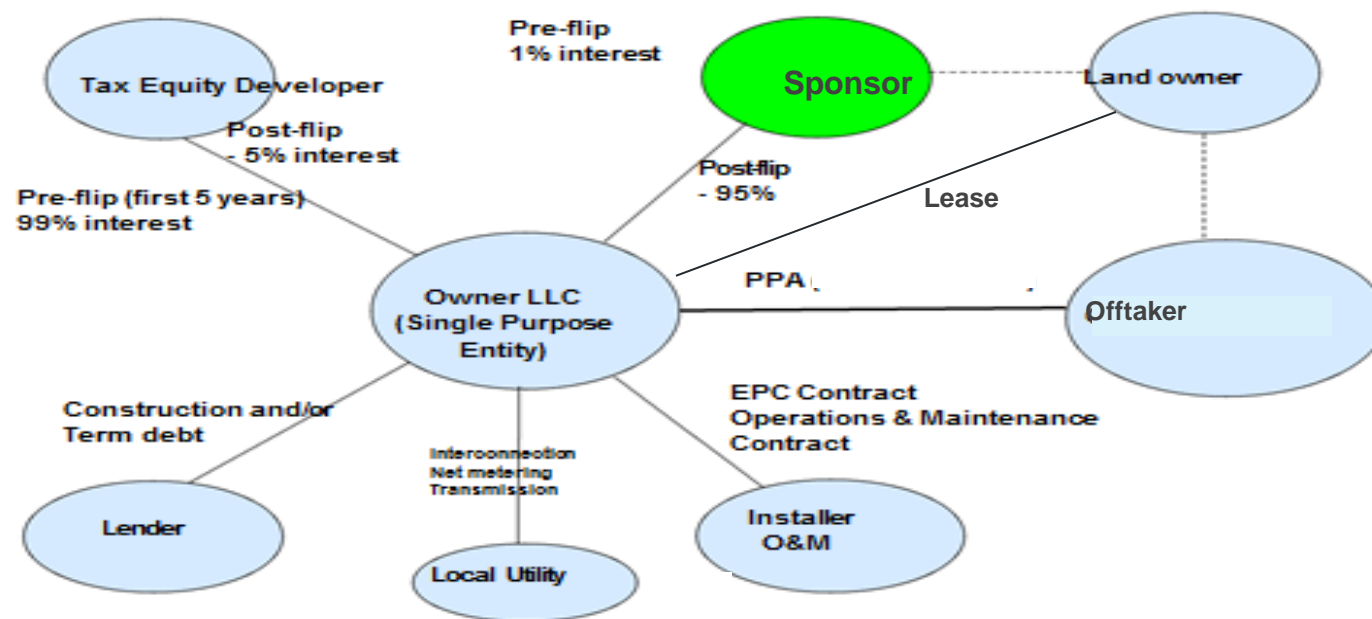 Pre-flip
1% interest
Tax Equity Developer
Sponsor
Land owner
Post-flip
- 5% interest
Post-flip
- 95%
Pre-flip (first 5 years)
99% interest
Lease
PPA (
Owner LLC
(Single Purpose
Entity)
Offtaker
Construction and/or
Term debt
EPC Contract
Operations & Maintenance
Contract
Interconnection
Net metering
Transmission
Lender
Installer
O&M
Local Utility